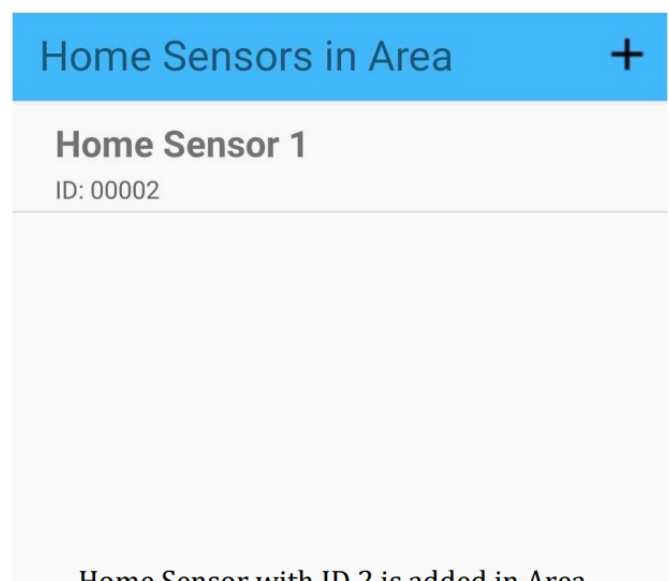 Home Sensors in Area +
Home Sensor 1
ID: 00002
Home Sensor with ID 2 is added in Area